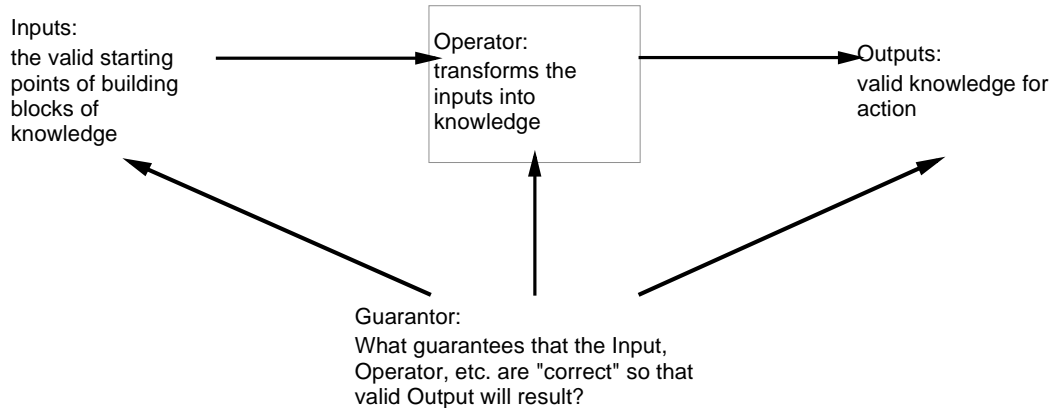 Inputs:
the valid starting
points of building
blocks of
knowledge
Operator:
transforms the
inputs into
knowledge
Outputs:
valid knowledge for
action
Guarantor:
What guarantees that the Input,
Operator, etc. are "correct" so that
valid Output will result?